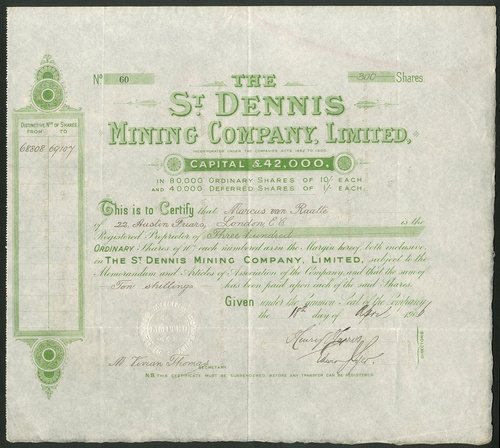 Nº 60
300 Shares
THE
ST DENNIS
MINING COMPANY, LIMITED,
INCORPORATED UNDER THE COMPANIES ACTS 1862 TO
CAPITAL £42,000,
IN 80,000 ORDINARY SHARES OF 10/- EACH
AND 40,000 DEFERRED SHARES OF 1/- EACH.
DISTINCTIVE Nos OF SHARES
FROM TO
68808 69107
This is to Certify that Marcus van Raalte
of 22 Austin Friars, London E.C is the
Registered Proprietor of Three hundred
ORDINARY Shares of 10/- each numbered as in the Margin hereof, both inclusive,
in THE ST DENNIS MINING COMPANY, LIMITED, subject to the
Memorandum and Articles of Association of the Company, and that the sum of
Ten shillings has been paid upon each of the said Shares.
Given under the Common Seal of the Company
the 11th day of
DIRECTORS
M. Vivian Thomas SECRETARY.
N.B. THIS CERTIFICATE MUST BE SURRENDERED BEFORE ANY TRANSFER CAN BE REGISTERED.